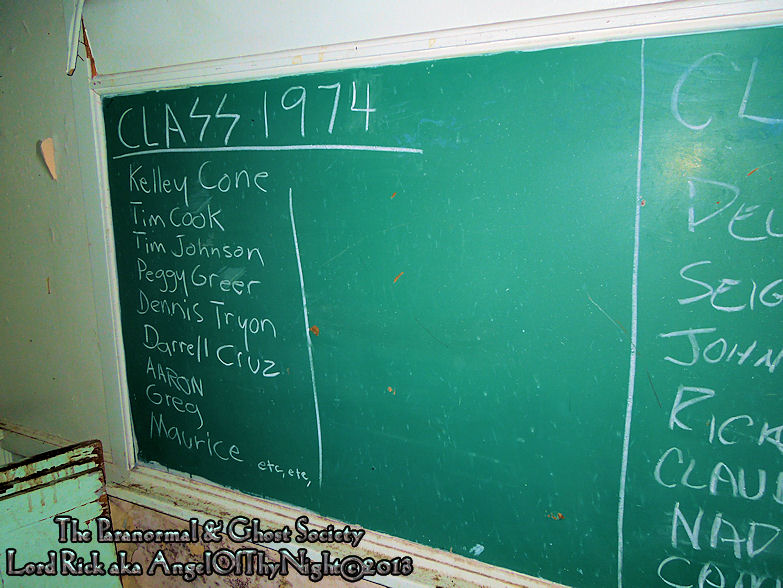 CLASS 1974
Kelley Cone
Tim Cook
Tim Johnson
Peggy Greer
Dennis Tryon
Darrell Cruz
AARON
Greg
Maurice etc, etc,
CL
DEL
SEIG
JOHN
RICK
CLAU
NAD
The Paranormal & Ghost Society
Lord Rick aka AngelOfThyNight©2013